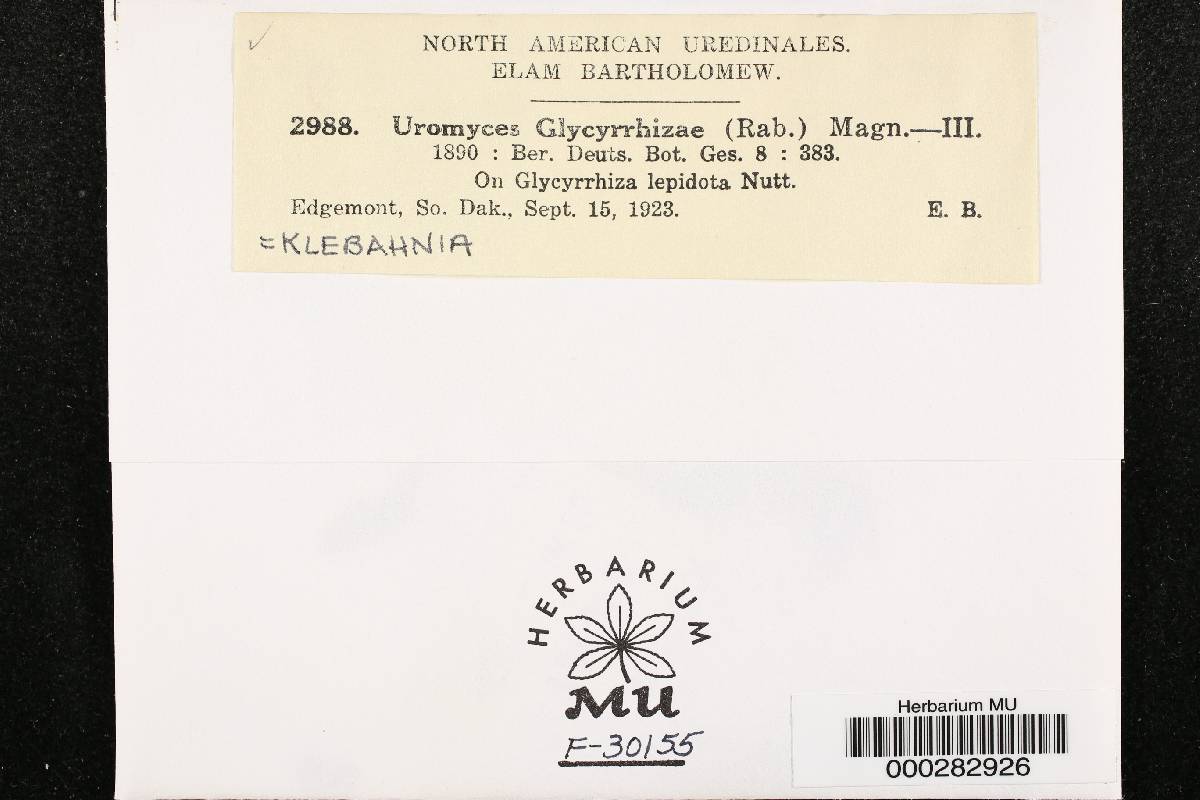 NORTH AMERICAN UREDINALES.
ELAM BARTHOLOMEW.
2988. Uromyces Glycyrrhizae (Rab.) Magn.—III.
1890 : Ber. Deuts. Bot. Ges. 8 : 383.
On Glycyrrhiza lepidota Nutt.
Edgemont, So. Dak., Sept. 15, 1923. E. B.
=KLEBAHNIA
HERBARIUM
MU
F-30155
Herbarium MU
000282926